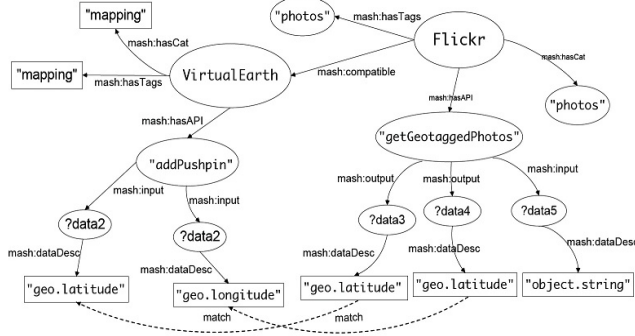 "mapping"
"photos"
mash:hasTags
Flickr
mash:hasCat
mash:hasCat
"mapping"
mash:hasTags
VirtualEarth
mash:compatible
mash:hasAPI
"photos"
mash:hasAPI
"getGeotaggedPhotos"
"addPushpin"
mash:input
mash:output
mash:output
mash:input
mash:input
?data2
?data3
?data4
?data5
?data2
mash:dataDesc
mash:dataDesc
mash:dataDesc
mash:dataDesc
mash:dataDesc
"geo.latitude"
"geo.longitude"
"geo.latitude"
"geo.latitude"
"object.string"
match
match